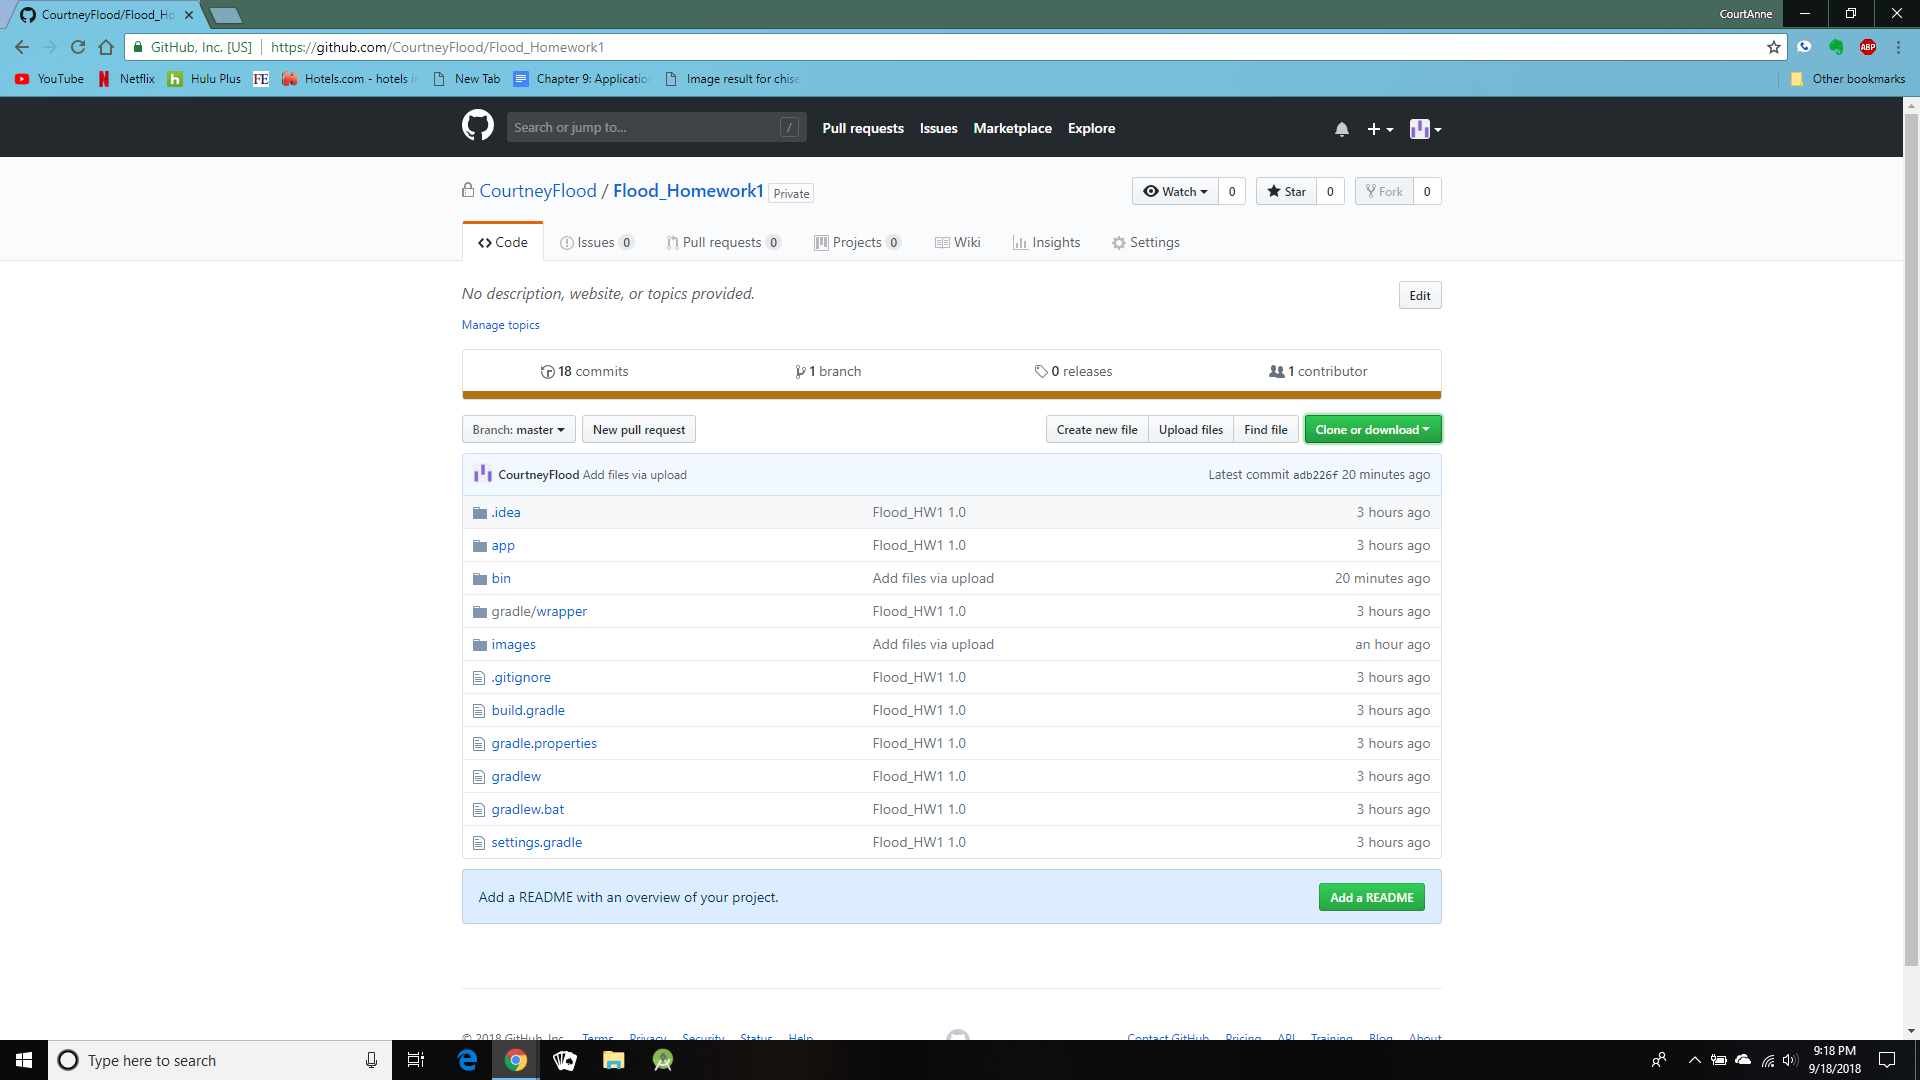 CourtneyFlood/Flood_Ho
CourtAnne
GitHub, Inc. [US] https://github.com/CourtneyFlood/Flood_Homework1
YouTube Netflix Hulu Plus FE Hotels.com - hotels i New Tab Chapter 9: Applicatio Image result for chise Other bookmarks
Search or jump to... / Pull requests Issues Marketplace Explore
CourtneyFlood / Flood_Homework1 Private Watch 0 Star 0 Fork 0
Code Issues 0 Pull requests 0 Projects 0 Wiki Insights Settings
No description, website, or topics provided. Edit
Manage topics
18 commits 1 branch 0 releases 1 contributor
Branch: master New pull request Create new file Upload files Find file Clone or download
CourtneyFlood Add files via upload Latest commit adb226f 20 minutes ago
.idea Flood_HW1 1.0 3 hours ago
app Flood_HW1 1.0 3 hours ago
bin Add files via upload 20 minutes ago
gradle/wrapper Flood_HW1 1.0 3 hours ago
images Add files via upload an hour ago
.gitignore Flood_HW1 1.0 3 hours ago
build.gradle Flood_HW1 1.0 3 hours ago
gradle.properties Flood_HW1 1.0 3 hours ago
gradlew Flood_HW1 1.0 3 hours ago
gradlew.bat Flood_HW1 1.0 3 hours ago
settings.gradle Flood_HW1 1.0 3 hours ago
Add a README with an overview of your project. Add a README
© 2018 GitHub, Inc. Terms Privacy Security Status Help Contact GitHub Pricing API Training Blog About
Type here to search
9:18 PM
9/18/2018
ABP